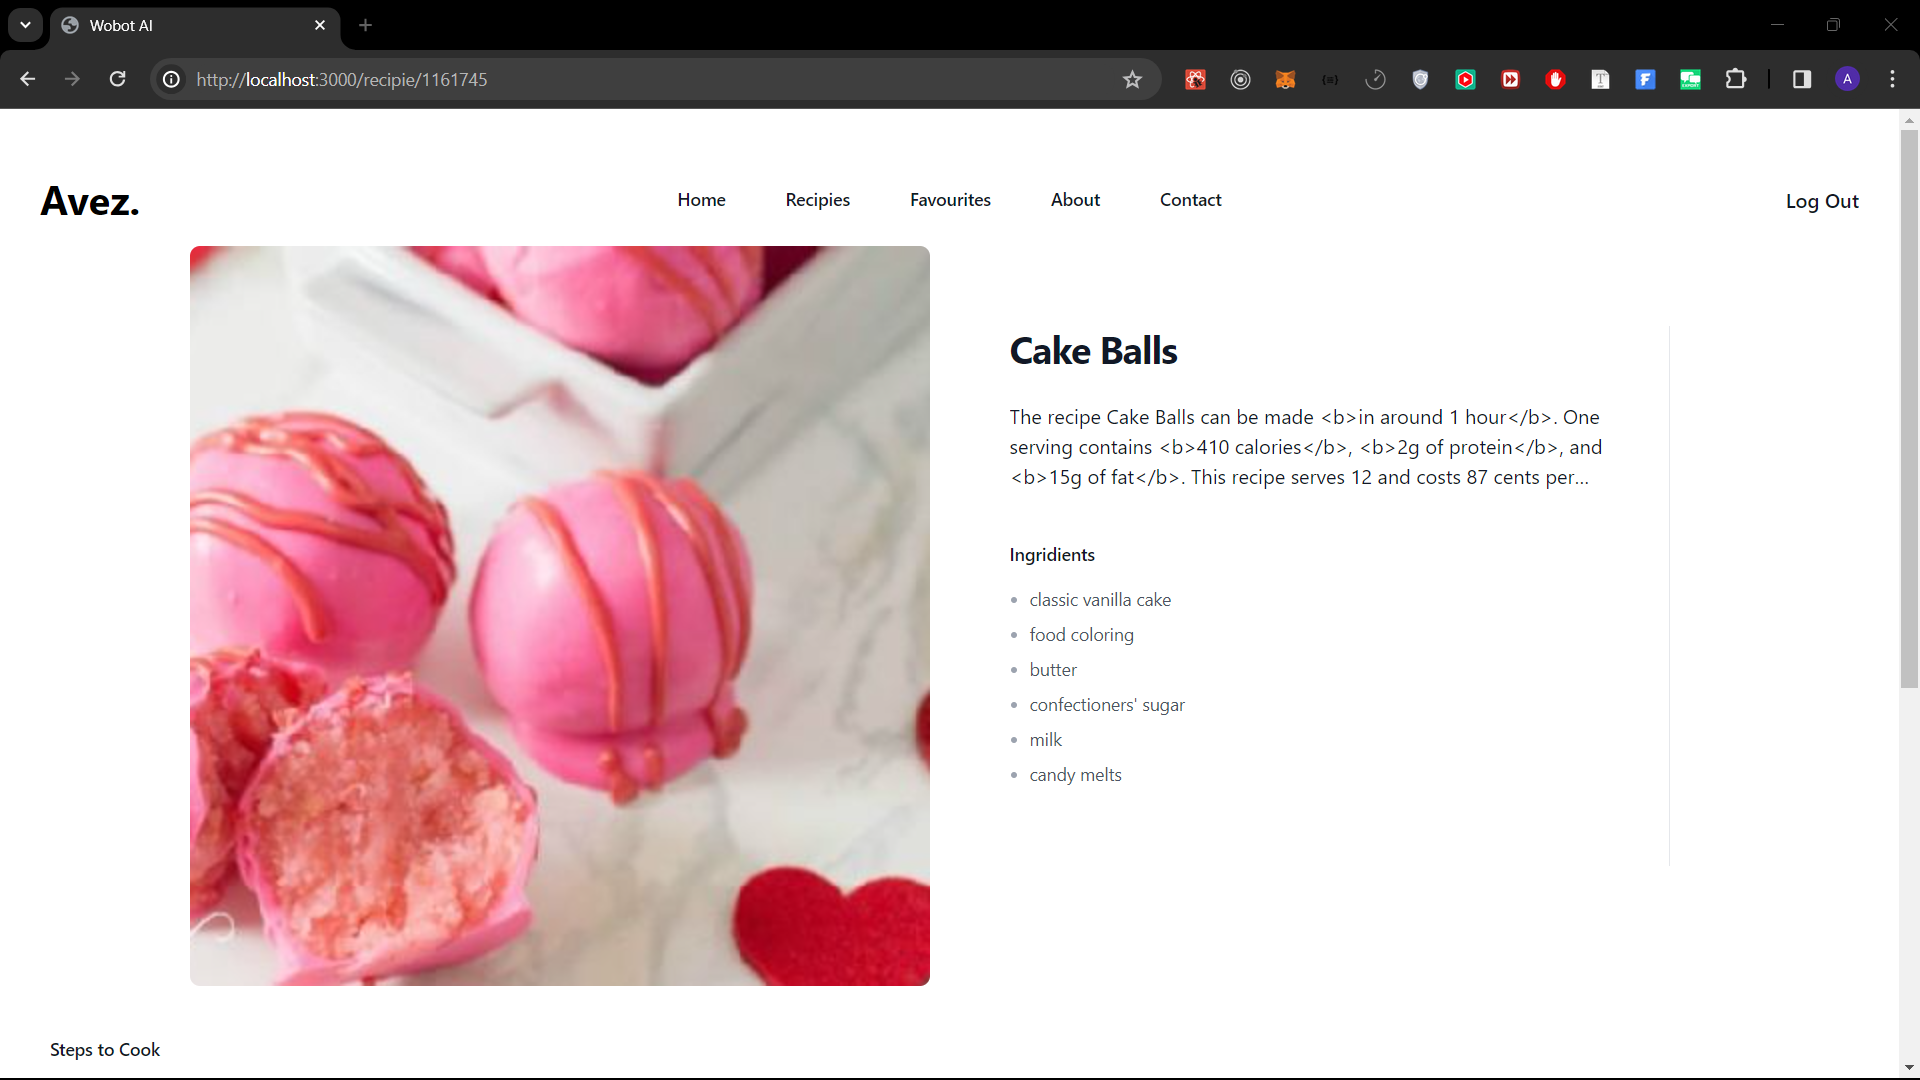 Wobot AI
http://localhost:3000/recipie/1161745
A
Avez.
Home Recipies Favourites About Contact
Log Out
Cake Balls
The recipe Cake Balls can be made <b>in around 1 hour</b>. One
serving contains <b>410 calories</b>, <b>2g of protein</b>, and
<b>15g of fat</b>. This recipe serves 12 and costs 87 cents per...
Ingridients
classic vanilla cake
food coloring
butter
confectioners' sugar
milk
candy melts
Steps to Cook